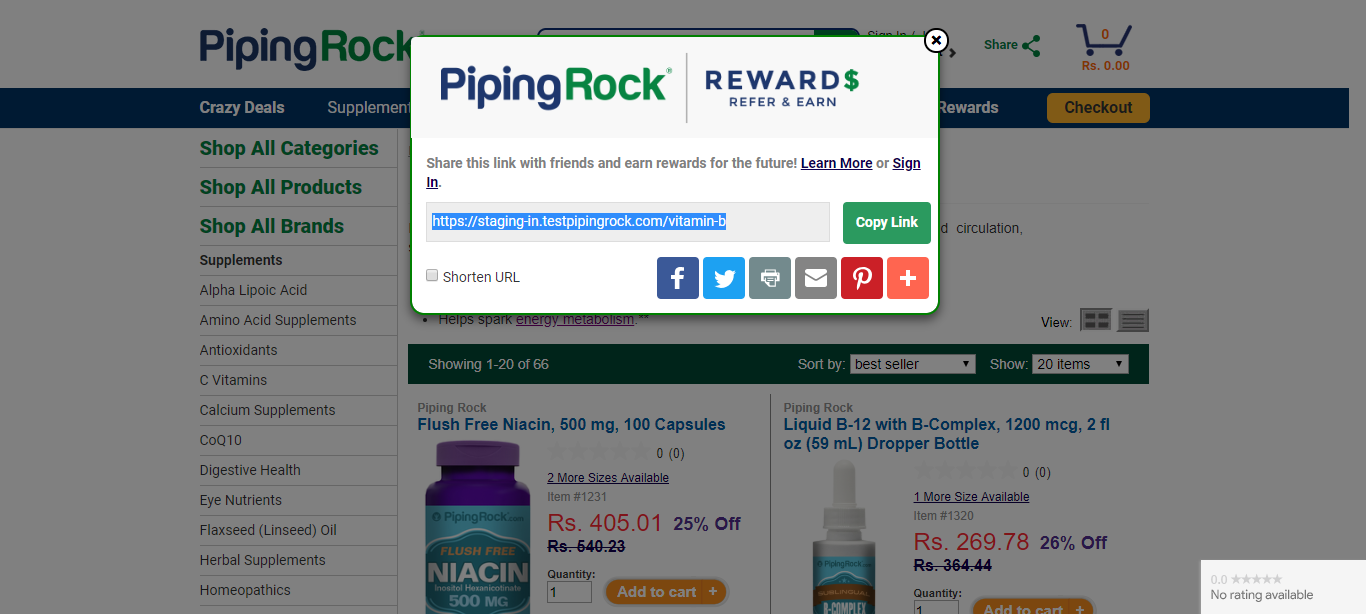 PipingRock
Sign In /
Share
0
Rs. 0.00
PipingRock®
REWARD$
REFER & EARN
Crazy Deals
Supplement
Rewards
Checkout
Share this link with friends and earn rewards for the future! Learn More or Sign
In.
https://staging-in.testpipingrock.com/vitamin-b
Copy Link
Shorten URL
Shop All Categories
Shop All Products
Shop All Brands
Supplements
Alpha Lipoic Acid
Amino Acid Supplements
Antioxidants
C Vitamins
Calcium Supplements
CoQ10
Digestive Health
Eye Nutrients
Flaxseed (Linseed) Oil
Herbal Supplements
Homeopathics
circulation,
• Helps spark energy metabolism.**
View:
Showing 1-20 of 66
Sort by: best seller
Show: 20 items
Piping Rock
Flush Free Niacin, 500 mg, 100 Capsules
0 (0)
2 More Sizes Available
Item #1231
Rs. 405.01 25% Off
Rs. 540.23
Quantity:
1
Add to cart +
PipingRock.com
FLUSH FREE
NIACIN
Inositol Hexanicotinate
500 MG
Piping Rock
Liquid B-12 with B-Complex, 1200 mcg, 2 fl
oz (59 mL) Dropper Bottle
0 (0)
1 More Size Available
Item #1320
Rs. 269.78 26% Off
Rs. 364.44
Quantity:
1
Add to cart +
PipingRock.com
SUBLINGUAL
B-COMPLEX
0.0 ★★★★★
No rating available